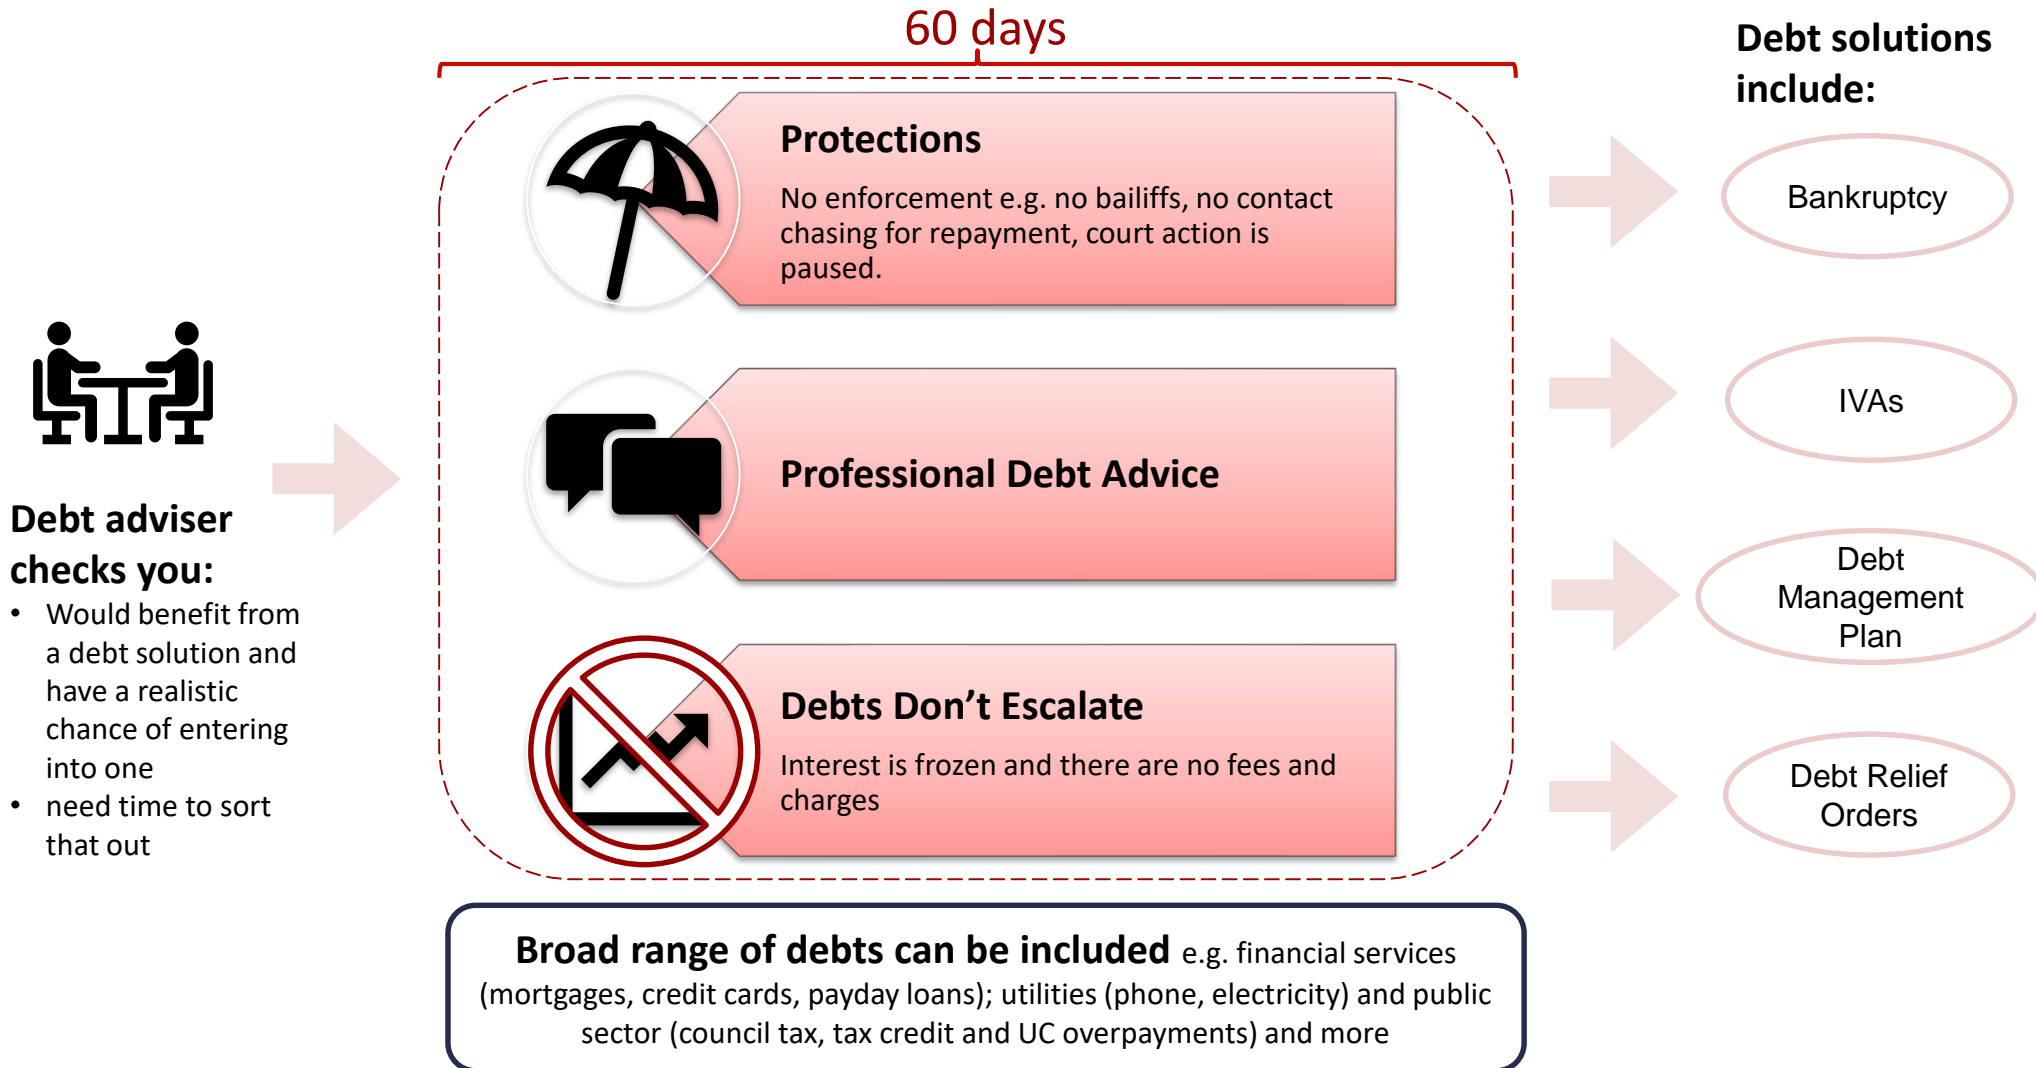 60 days
Debt adviser
checks you:
• Would benefit from
a debt solution and
have a realistic
chance of entering
into one
• need time to sort
that out
Protections
No enforcement e.g. no bailiffs, no contact
chasing for repayment, court action is
paused.
Professional Debt Advice
Debts Don’t Escalate
Interest is frozen and there are no fees and
charges
Broad range of debts can be included e.g. financial services
(mortgages, credit cards, payday loans); utilities (phone, electricity) and public
sector (council tax, tax credit and UC overpayments) and more
Debt solutions
include:
Bankruptcy
IVAs
Debt
Management
Plan
Debt Relief
Orders